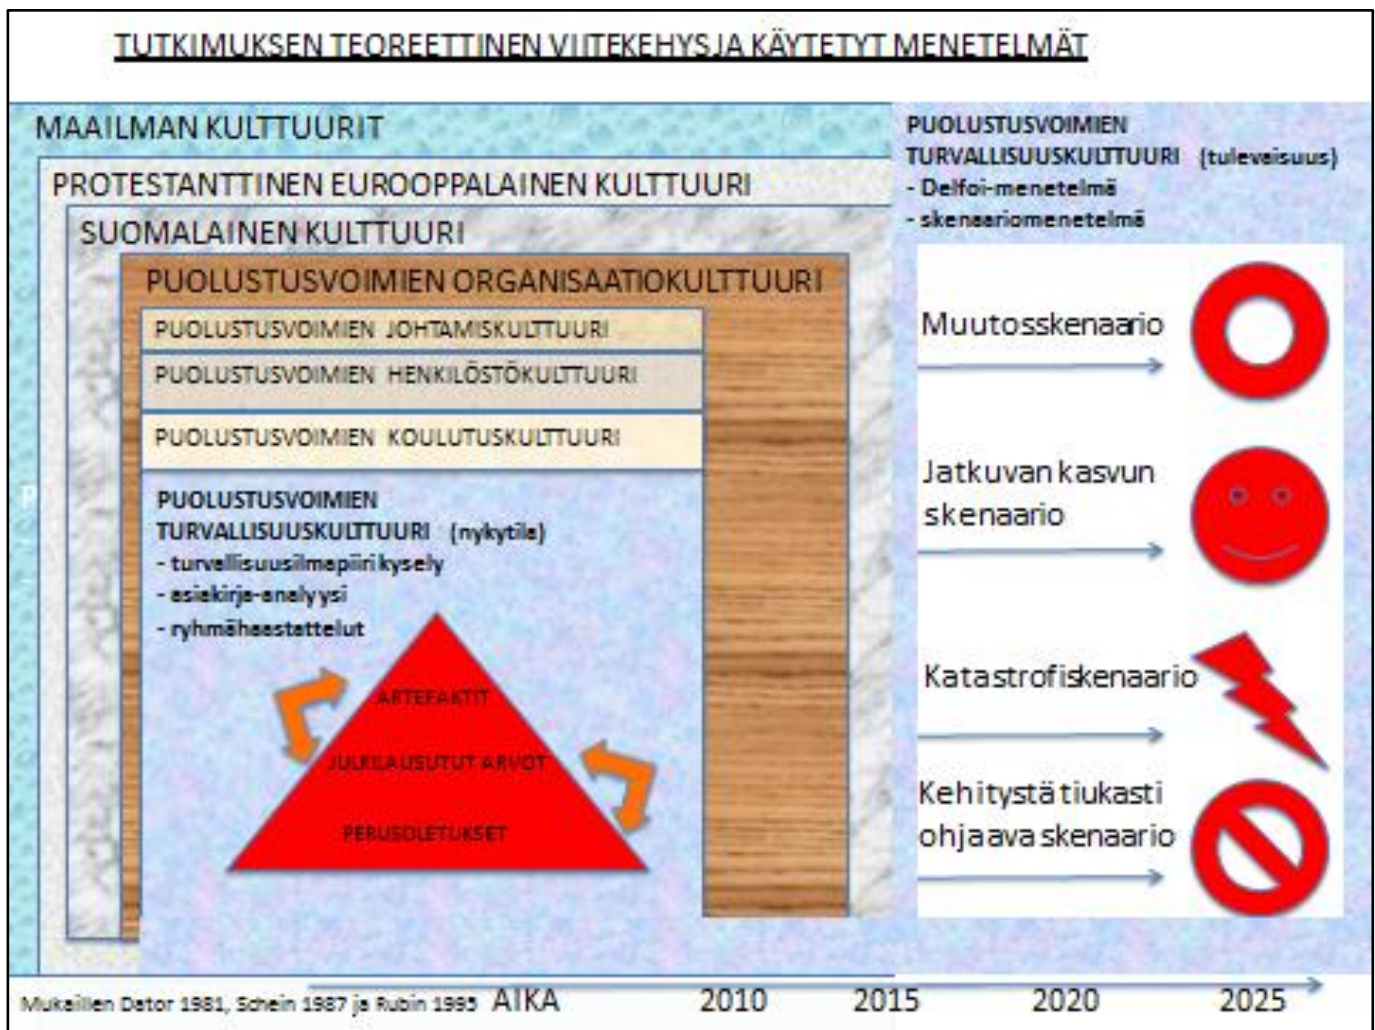 TUTKIMUKSEN TEOREETTINEN VIITEKEHYS JA KÄYTETYT MENETELMÄT
MAAILMAN KULTTUURIT
PROTESTANTTINEN EUROOPPALAINEN KULTTUURI
SUOMALAINEN KULTTUURI
PUOLUSTUSVOIMIEN ORGANISAATIOKULTTUURI
PUOLUSTUSVOIMIEN JOHTAMISKULTTUURI
PUOLUSTUSVOIMIEN HENKILÖSTÖKULTTUURI
PUOLUSTUSVOIMIEN KOULUTUSKULTTUURI
PUOLUSTUSVOIMIEN
TURVALLISUUSKULTTUURI (nykytila)
- turvallisuusilmapiirikysely
- asiakirja-analyysi
- ryhmähaastattelut
ARTEFAKTIT
JULKILAUSUTUT ARVOT
PERUSOLETUKSET
PUOLUSTUSVOIMIEN
TURVALLISUUSKULTTUURI (tulevaisuus)
- Delfoi-menetelmä
- skenaariomenetelmä
Muutosskenaario
Jatkuvan kasvun
skenaario
Katastrofiskenaario
Kehitystä tiukasti
ohjaava skenaario
Mukaillen Dator 1981, Schein 1987 ja Rubin 1995 AIKA 2010 2015 2020 2025